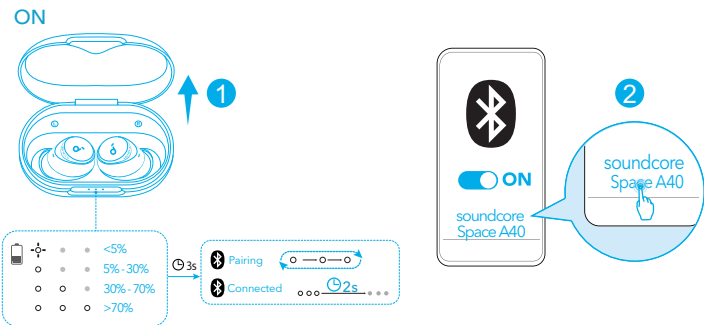 ON
1
L
R
<5%
5% - 30%
30% - 70%
>70%
3s
Pairing
Connected
2s
ON
soundcore
Space A40
2
soundcore
Space A40